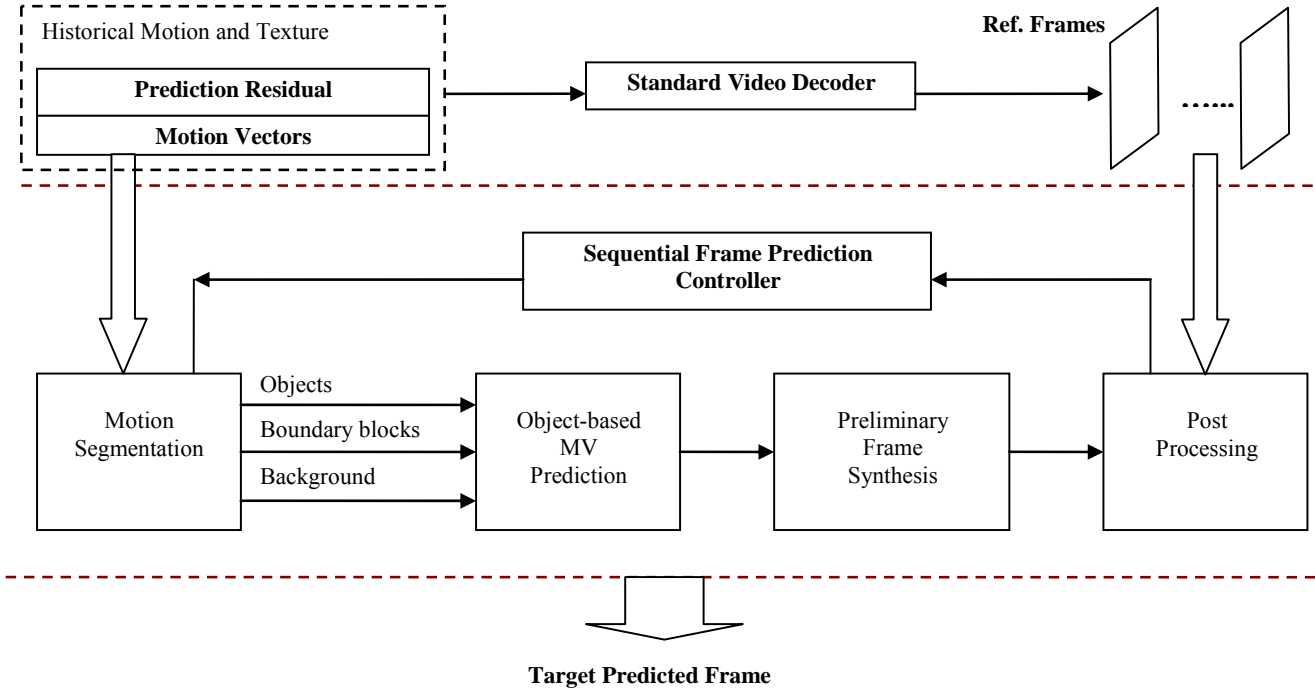 Historical Motion and Texture
Prediction Residual
Motion Vectors
Standard Video Decoder
Ref. Frames
Sequential Frame Prediction
Controller
Motion
Segmentation
Objects
Boundary blocks
Background
Object-based
MV
Prediction
Preliminary
Frame
Synthesis
Post
Processing
Target Predicted Frame